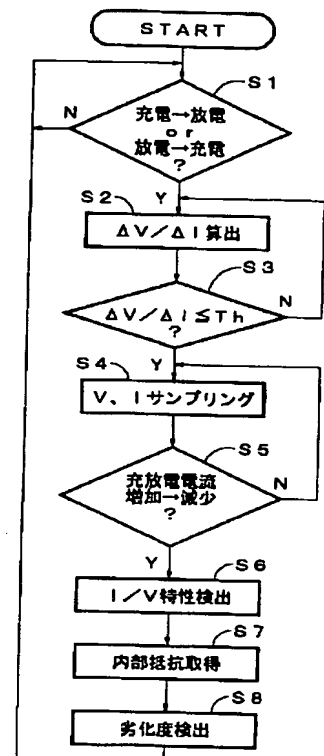 START
S1
充電→放電
or
放電→充電
?
N
Y
S2
ΔV/ΔI算出
S3
ΔV/ΔI≦Th
?
N
Y
S4
V、Iサンプリング
S5
充放電電流
増加→減少
?
N
Y
S6
I/V特性検出
S7
内部抵抗取得
S8
劣化度検出